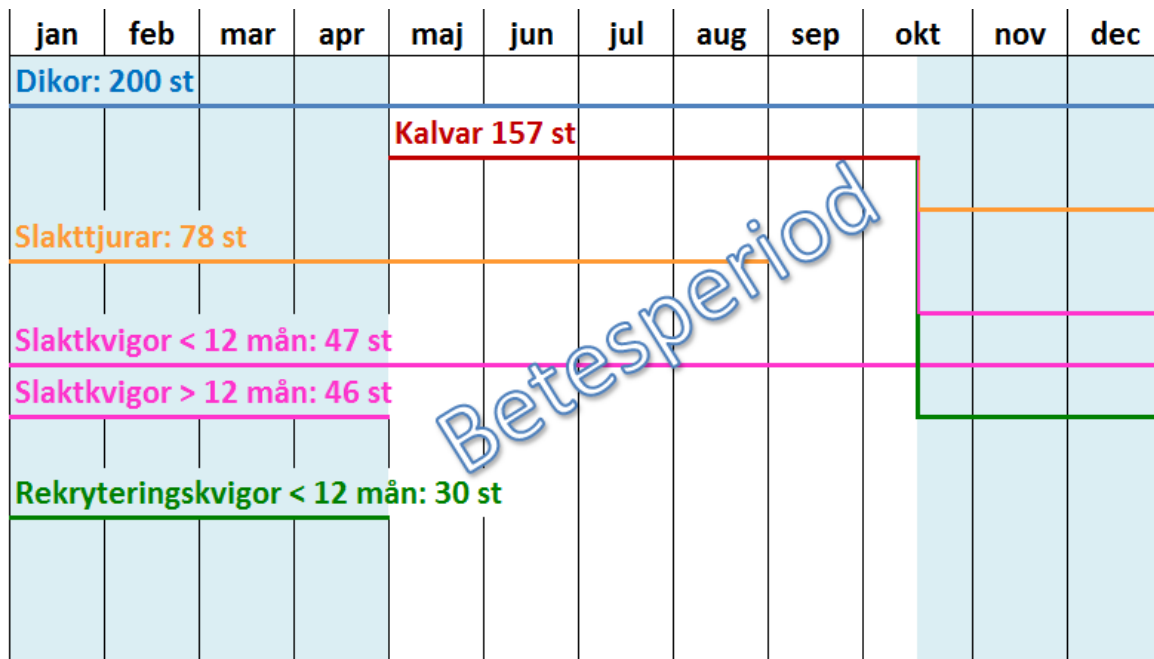 jan feb mar apr maj jun jul aug sep okt nov dec
Dikor: 200 st
Kalvar 157 st
Slakttjurar: 78 st
Slaktkvigor < 12 mån: 47 st
Slaktkvigor > 12 mån: 46 st
Betesperiod
Rekryteringskvigor < 12 mån: 30 st